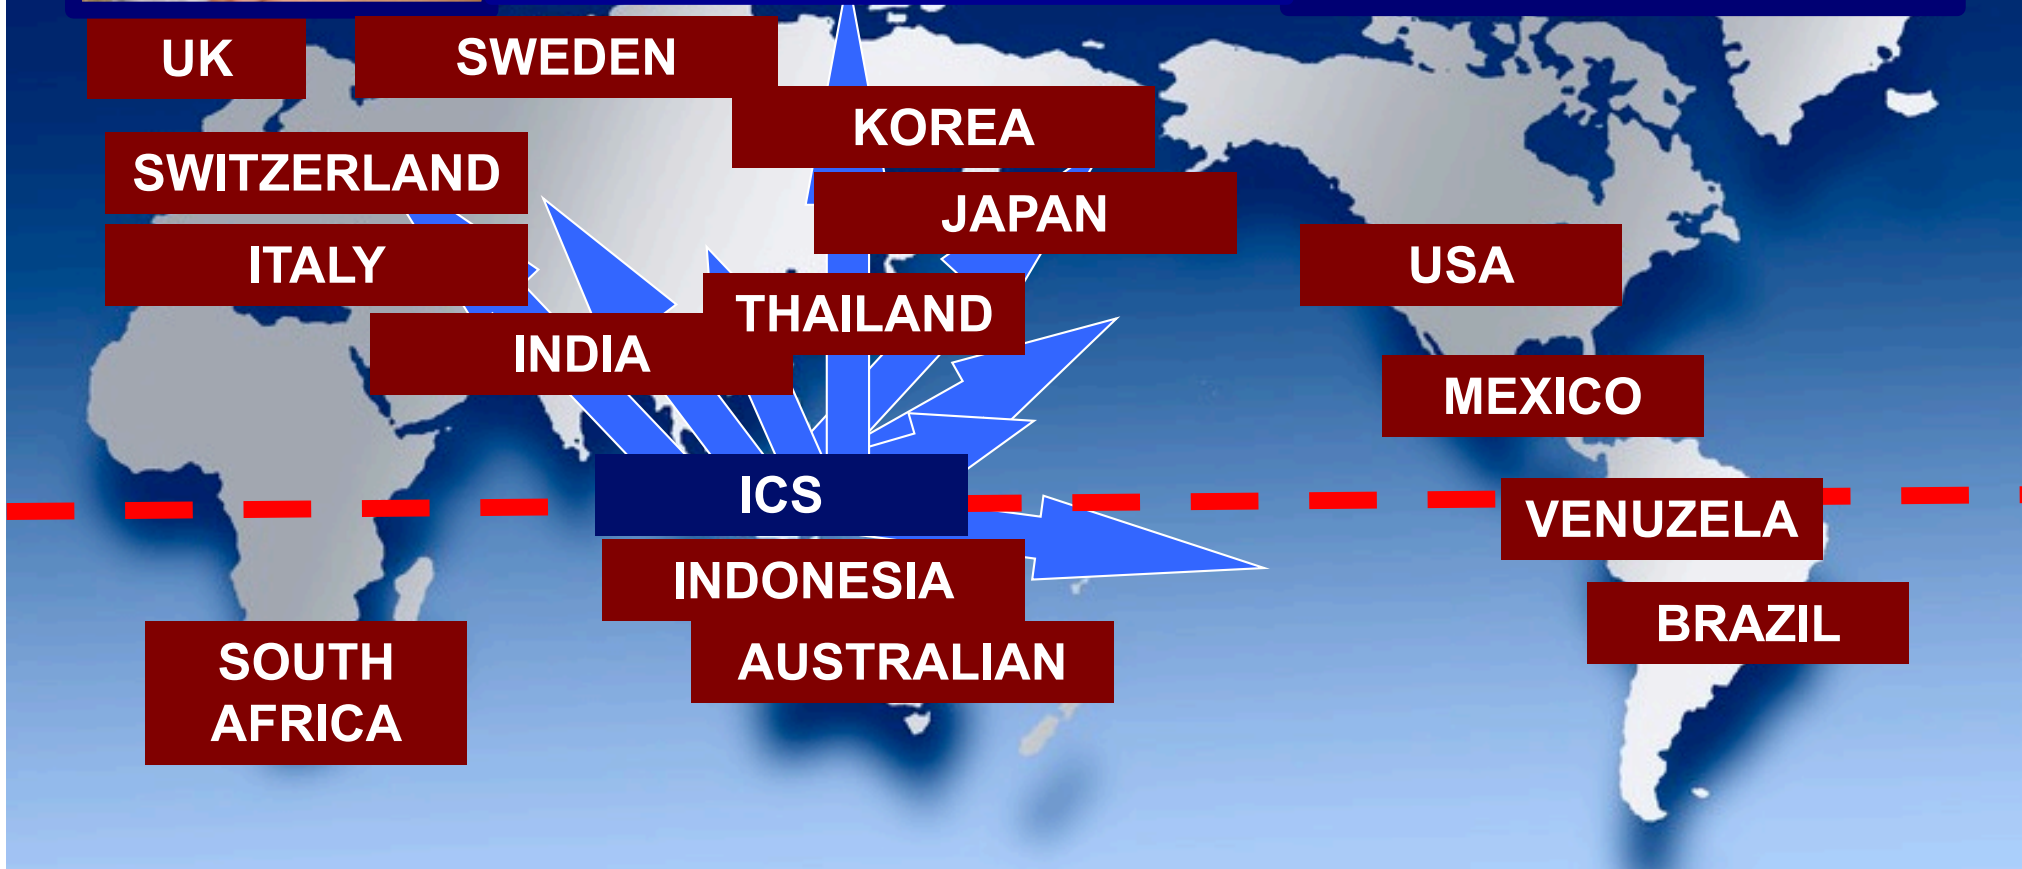 UK
SWEDEN
KOREA
SWITZERLAND
JAPAN
ITALY
USA
THAILAND
INDIA
MEXICO
ICS
VENUZELA
INDONESIA
BRAZIL
AUSTRALIAN
SOUTH
AFRICA